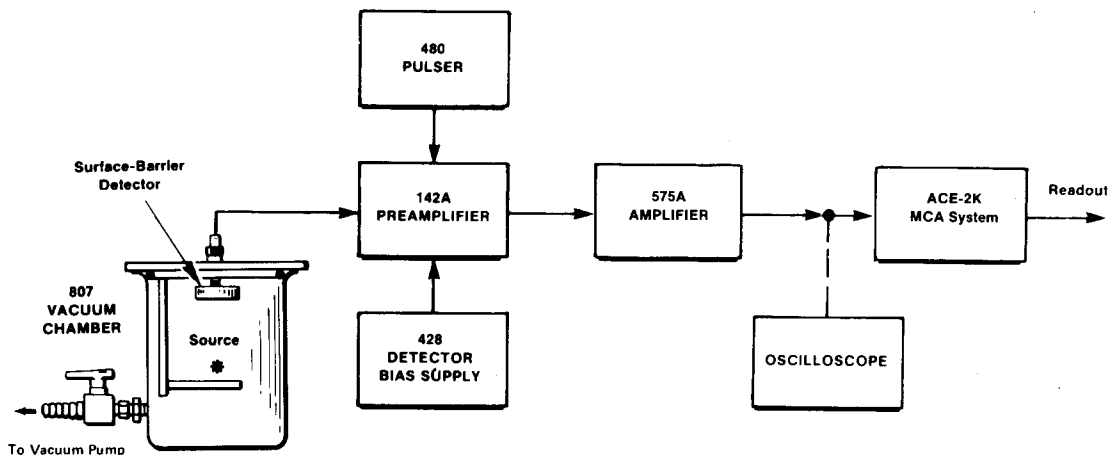 480
PULSER
Surface-Barrier
Detector
142A
PREAMPLIFIER
575A
AMPLIFIER
ACE-2K
MCA System
Readout
807
VACUUM
CHAMBER
Source
428
DETECTOR
BIAS SUPPLY
OSCILLOSCOPE
To Vacuum Pump